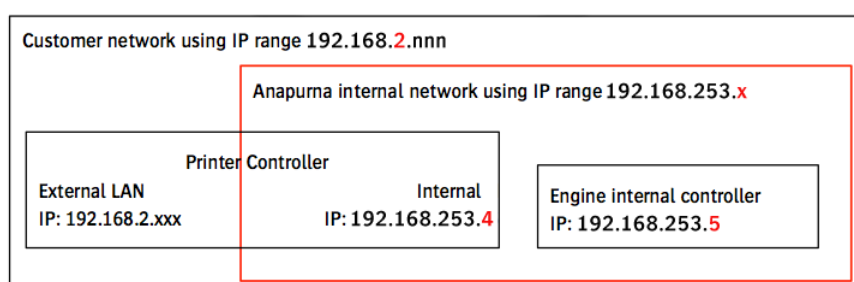 Customer network using IP range 192.168.2.nnn
Anapurna internal network using IP range 192.168.253.x
Printer Controller
External LAN
Internal
IP: 192.168.2.xxx
IP: 192.168.253.4
Engine internal controller
IP: 192.168.253.5